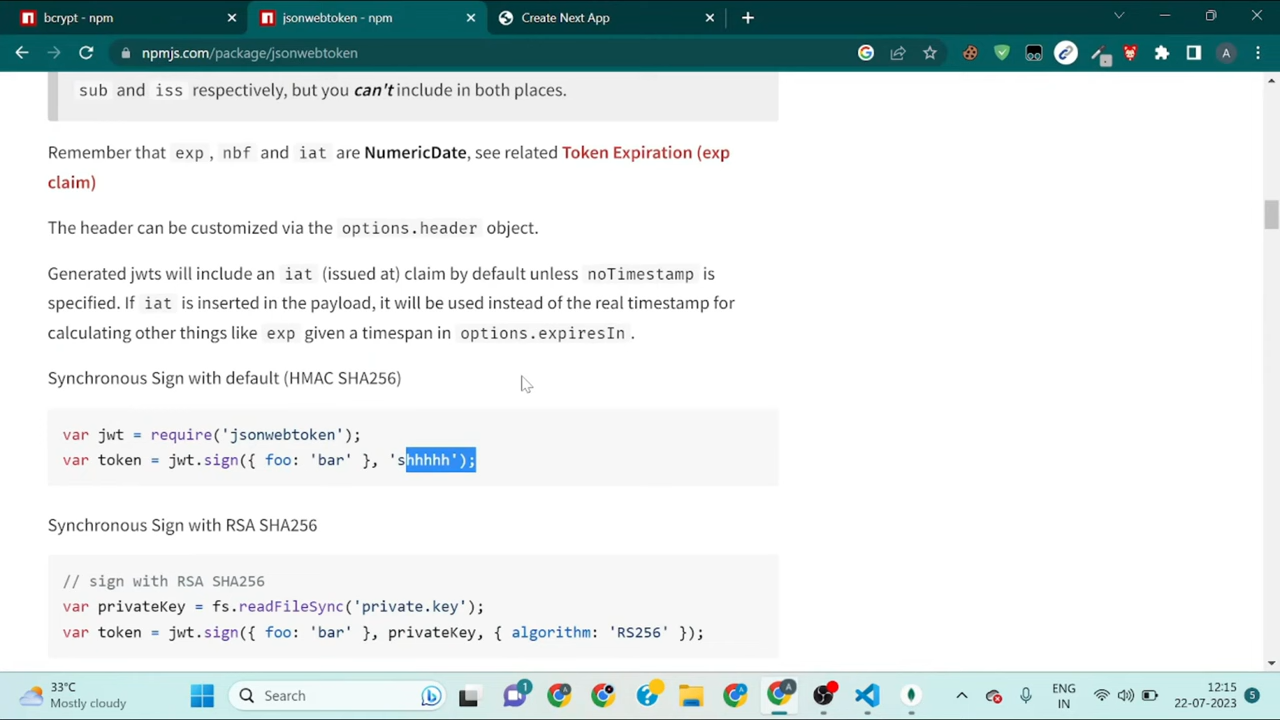 bcrypt - npm
jsonwebtoken - npm
Create Next App
npmjs.com/package/jsonwebtoken
A
sub and iss respectively, but you can't include in both places.
Remember that exp , nbf and iat are NumericDate, see related Token Expiration (exp
claim)
The header can be customized via the options.header object.
Generated jwts will include an iat (issued at) claim by default unless noTimestamp is
specified. If iat is inserted in the payload, it will be used instead of the real timestamp for
calculating other things like exp given a timespan in options.expiresIn .
Synchronous Sign with default (HMAC SHA256)
var jwt = require('jsonwebtoken');
var token = jwt.sign({ foo: 'bar' }, 'shhhhh');
Synchronous Sign with RSA SHA256
// sign with RSA SHA256
var privateKey = fs.readFileSync('private.key');
var token = jwt.sign({ foo: 'bar' }, privateKey, { algorithm: 'RS256' });
33°C
Mostly cloudy
Search
1
A
ENG
IN
12:15
22-07-2023
5